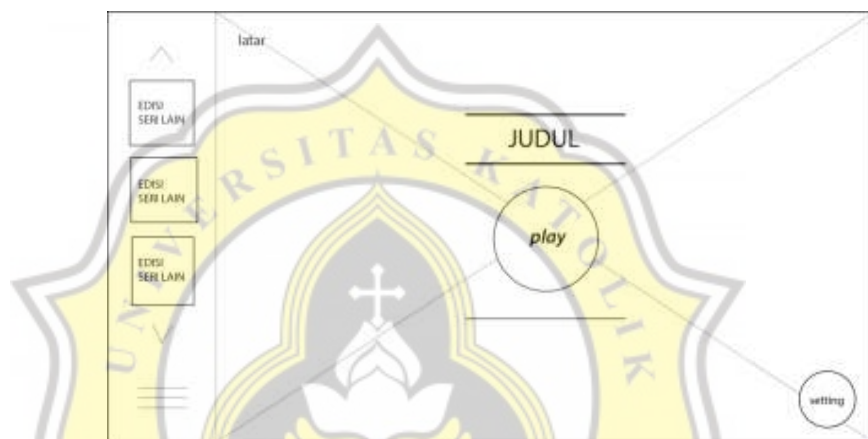 latar
EDISI
SERI LAIN
EDISI
SERI LAIN
EDISI
SERI LAIN
JUDUL
play
setting
UNIVERSITAS KATOLIK